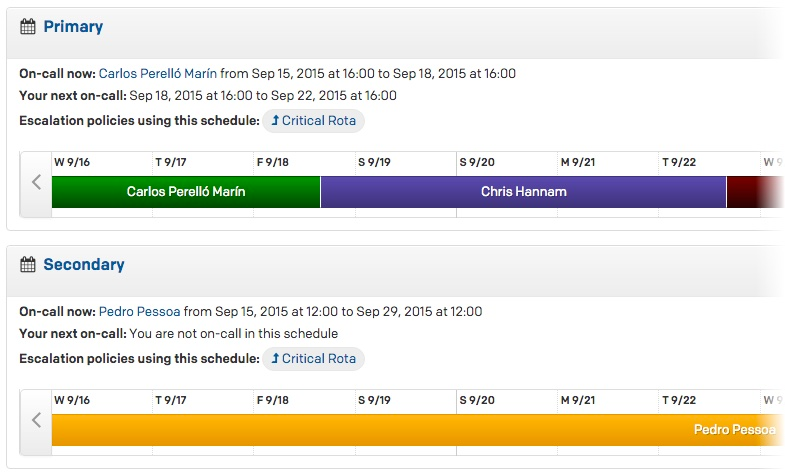 Primary
On-call now: Carlos Perelló Marín from Sep 15, 2015 at 16:00 to Sep 18, 2015 at 16:00
Your next on-call: Sep 18, 2015 at 16:00 to Sep 22, 2015 at 16:00
Escalation policies using this schedule: Critical Rota
W 9/16 T 9/17 F 9/18 S 9/19 S 9/20 M 9/21 T 9/22 W 9
Carlos Perelló Marín Chris Hannam
Secondary
On-call now: Pedro Pessoa from Sep 15, 2015 at 12:00 to Sep 29, 2015 at 12:00
Your next on-call: You are not on-call in this schedule
Escalation policies using this schedule: Critical Rota
W 9/16 T 9/17 F 9/18 S 9/19 S 9/20 M 9/21 T 9/22 W 9
Pedro Pessoa